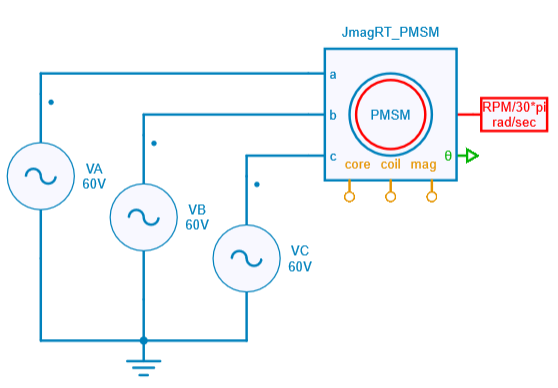 JmagRT_PMSM
a
b
c
PMSM
core coil mag
θ
RPM/30*pi
rad/sec
VA
60V
VB
60V
VC
60V